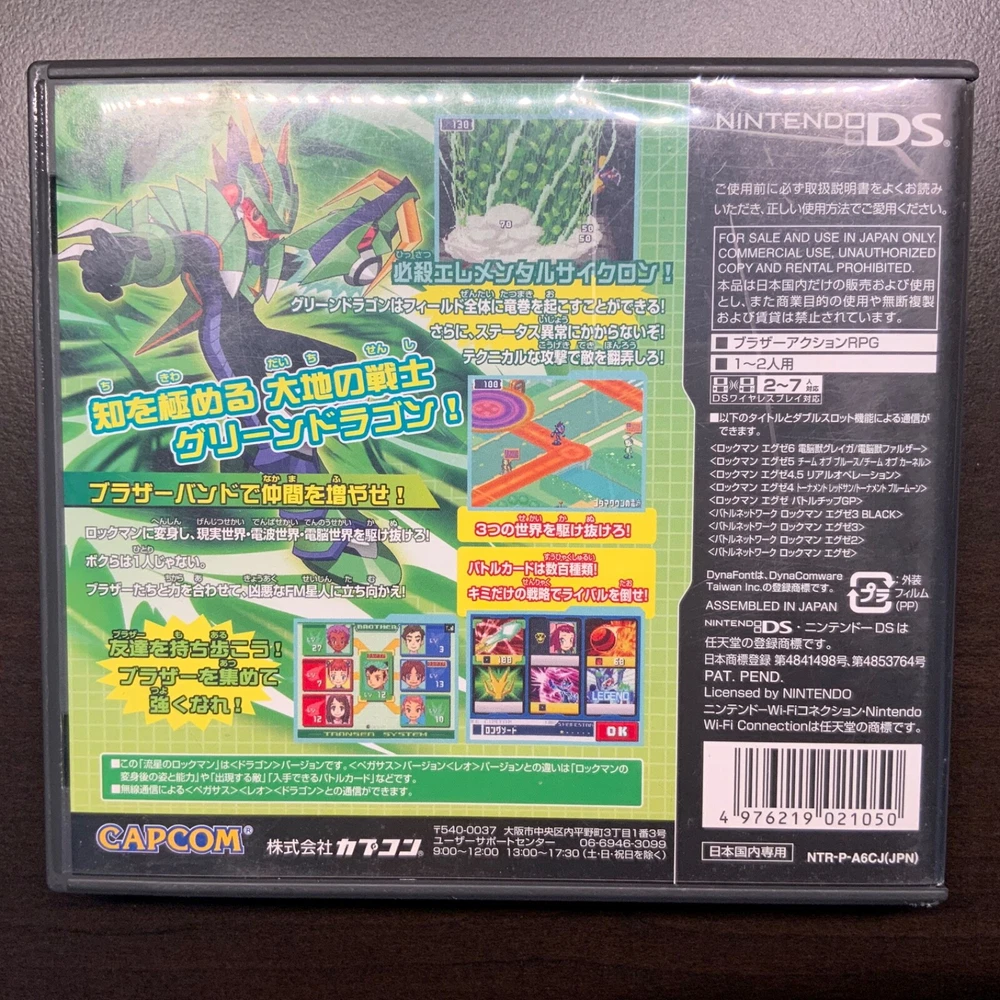 130
70
50
50
必殺エレメンタルサイクロン！
グリーンドラゴンはフィールド全体に竜巻を起こすことができる！
さらに、ステータス異常にかからないぞ！
テクニカルな攻撃で敵を翻弄しろ！
知を極める 大地の戦士
グリーンドラゴン！
100
3つの世界を駆け抜けろ！
ブラザーバンドで仲間を増やせ！
ロックマンに変身し、現実世界・電波世界・電脳世界を駆け抜けろ！
ボクらは1人じゃない。
ブラザーたちと力を合わせて、凶悪なFM星人に立ち向かえ！
バトルカードは数百種類！
キミだけの戦略でライバルを倒せ！
友達を持ち歩こう！
ブラザーを集めて
強くなれ！
BROTHER
LV 27
3
7
LV 12
13
12
10
TRANSER SYSTEM
100
60
LEGEND
ロングソード
OK
■この「流星のロックマン」は<ドラゴン>バージョンです。<ペガサス>バージョン<レオ>バージョンとの違いは「ロックマンの
変身後の姿と能力」や「出現する敵」「入手できるバトルカード」などです。
■無線通信による<ペガサス><レオ><ドラゴン>との通信ができます。
CAPCOM®
株式会社カプコン®
〒540-0037 大阪市中央区内平野町3丁目1番3号
ユーザーサポートセンター 06-6946-3099
9:00～12:00 13:00～17:30 (土・日・祝日を除く)
NINTENDO DS™
ご使用前に必ず取扱説明書をよくお読み
いただき、正しい使用方法でご愛用ください。
FOR SALE AND USE IN JAPAN ONLY.
COMMERCIAL USE, UNAUTHORIZED
COPY AND RENTAL PROHIBITED.
本品は日本国内だけの販売および使用
とし、また商業目的の使用や無断複製
および賃貸は禁止されています。
■ブラザーアクションRPG
■1～2人用
DSワイヤレスプレイ対応 2～7人対応
■以下のタイトルとダブルスロット機能による通信が
できます。
<ロックマン エグゼ6 電脳獣グレイガ/電脳獣ファルザー>
<ロックマン エグゼ5 チーム オブ ブルース/チーム オブ カーネル>
<ロックマン エグゼ4.5 リアルオペレーション>
<ロックマン エグゼ4 トーナメント レッドサン/トーナメント ブルームーン>
<ロックマン エグゼ バトルチップGP>
<バトルネットワーク ロックマン エグゼ3 BLACK>
<バトルネットワーク ロックマン エグゼ3>
<バトルネットワーク ロックマン エグゼ2>
<バトルネットワーク ロックマン エグゼ>
DynaFontは、DynaComware
Taiwan Inc.の登録商標です。
プラ
:外装
フィルム
(PP)
ASSEMBLED IN JAPAN
NINTENDO DS・ニンテンドーDSは
任天堂の登録商標です。
日本商標登録 第4841498号、第4853764号
PAT. PEND.
Licensed by NINTENDO
ニンテンドーWi-Fiコネクション・Nintendo
Wi-Fi Connectionは任天堂の商標です。
4 976219 021050
日本国内専用
NTR-P-A6CJ(JPN)